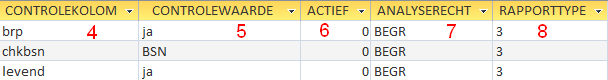 CONTROLEKOLOM CONTROLEWAARDE ACTIEF ANALYSERECHT RAPPORTTYPE
brp 4 ja 5 6 0 BEGR 7 3 8
chkbsn BSN 0 BEGR 3
levend ja 0 BEGR 3